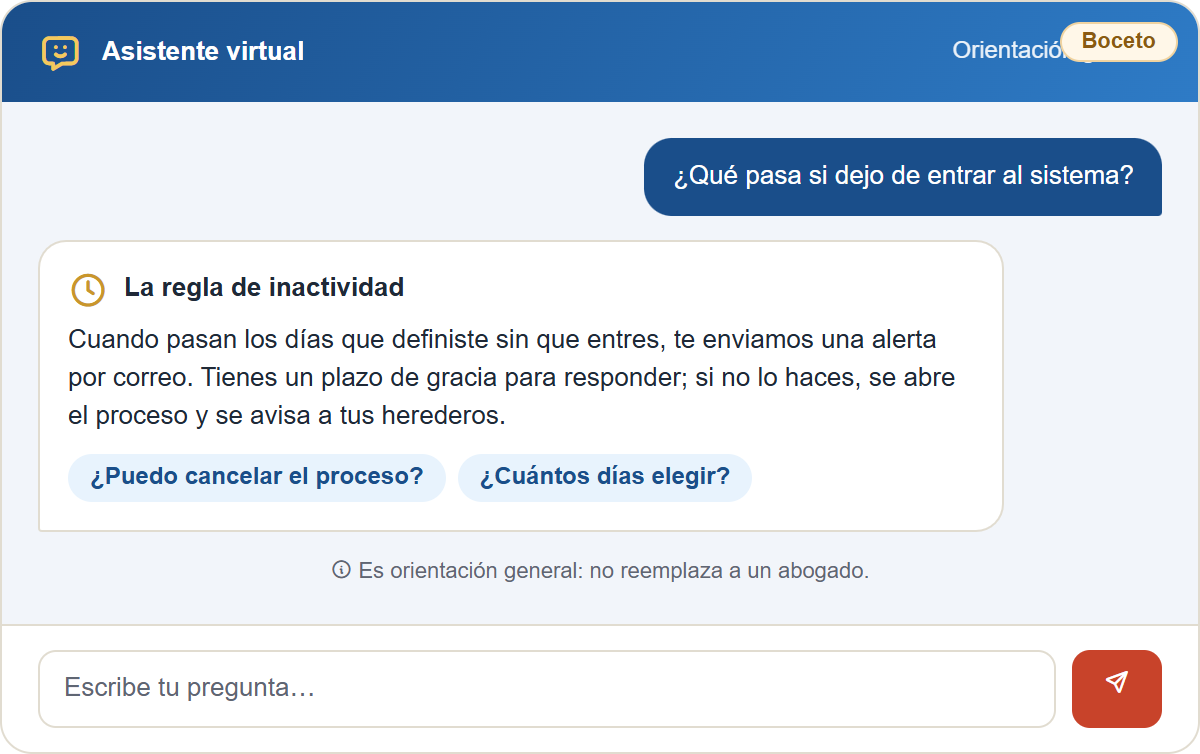 Asistente virtual
Boceto
¿Qué pasa si dejo de entrar al sistema?
La regla de inactividad
Cuando pasan los días que definiste sin que entres, te enviamos una alerta
por correo. Tienes un plazo de gracia para responder; si no lo haces, se abre
el proceso y se avisa a tus herederos.
¿Puedo cancelar el proceso? ¿Cuántos días elegir?
Es orientación general: no reemplaza a un abogado.
Escribe tu pregunta…